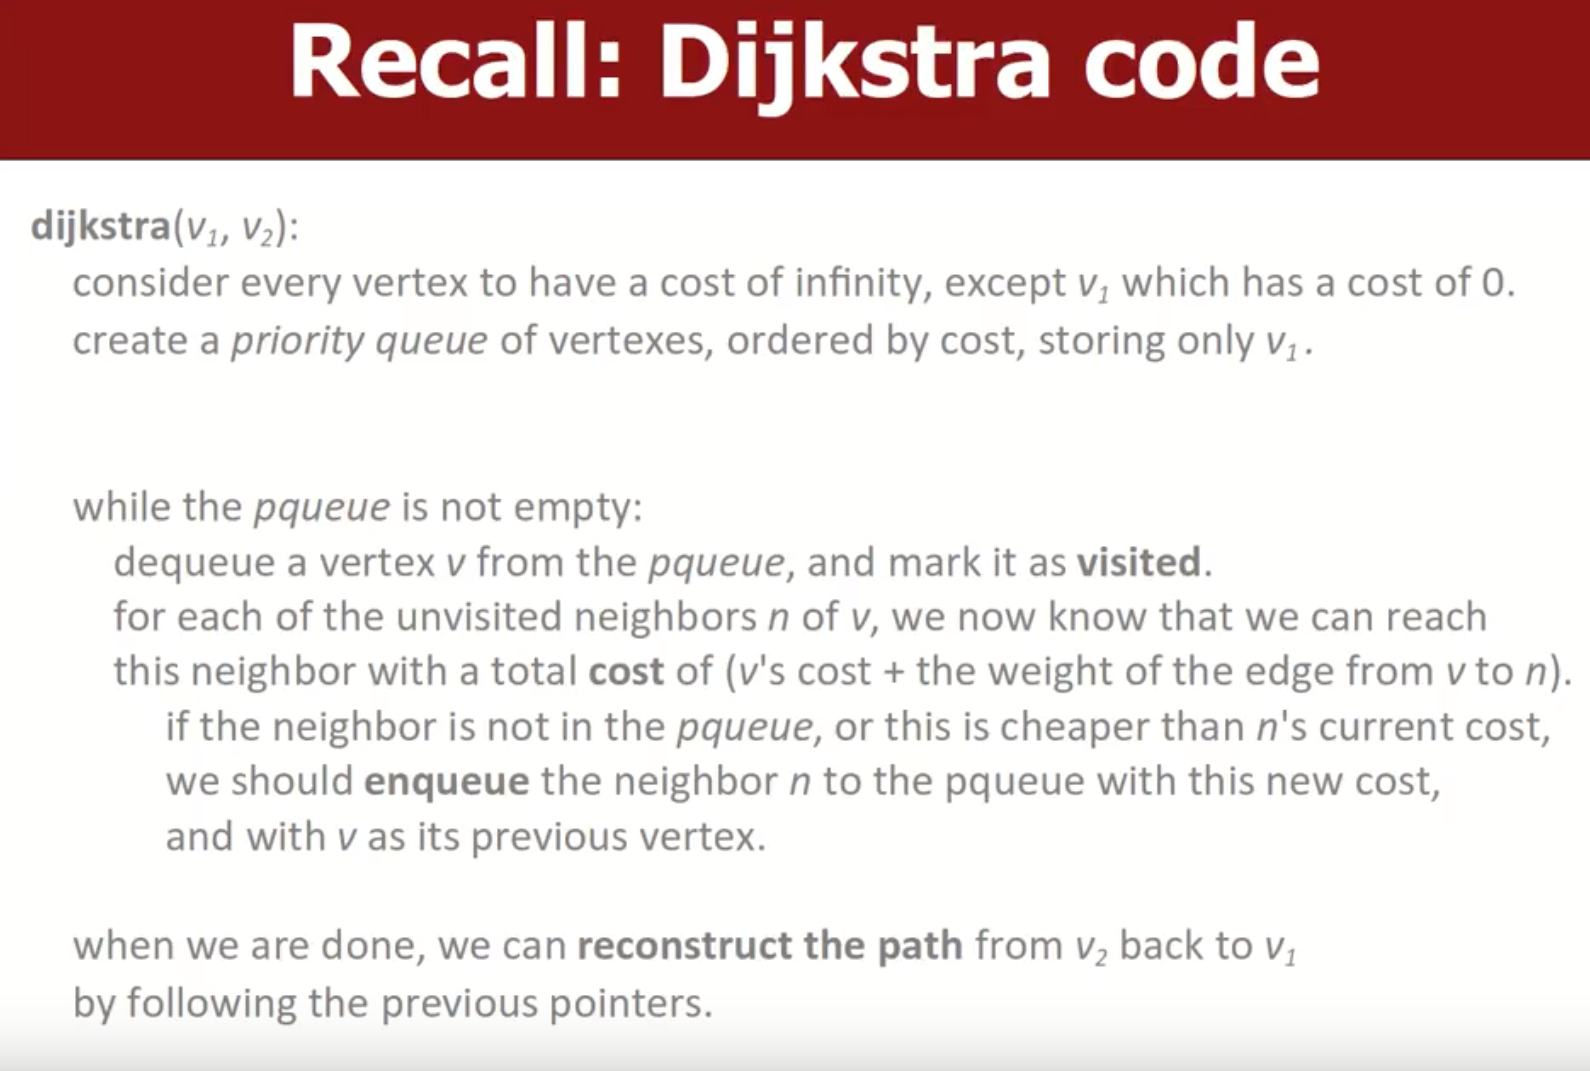 Recall: Dijkstra code
dijkstra(v₁, v₂):
consider every vertex to have a cost of infinity, except v₁ which has a cost of 0.
create a priority queue of vertexes, ordered by cost, storing only v₁.
while the pqueue is not empty:
dequeue a vertex v from the pqueue, and mark it as visited.
for each of the unvisited neighbors n of v, we now know that we can reach
this neighbor with a total cost of (v's cost + the weight of the edge from v to n).
if the neighbor is not in the pqueue, or this is cheaper than n's current cost,
we should enqueue the neighbor n to the pqueue with this new cost,
and with v as its previous vertex.
when we are done, we can reconstruct the path from v₂ back to v₁
by following the previous pointers.